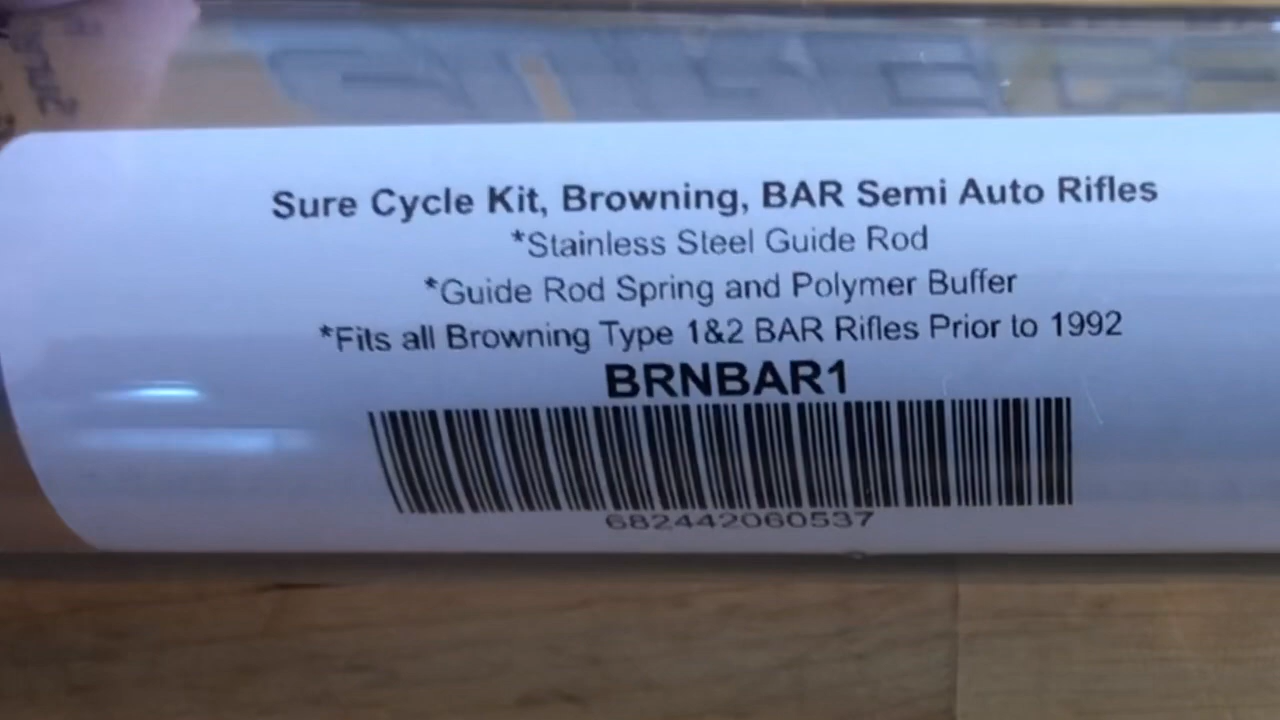 Sure Cycle Kit, Browning, BAR Semi Auto Rifles
*Stainless Steel Guide Rod
*Guide Rod Spring and Polymer Buffer
*Fits all Browning Type 1&2 BAR Rifles Prior to 1992
BRNBAR1
682442060537